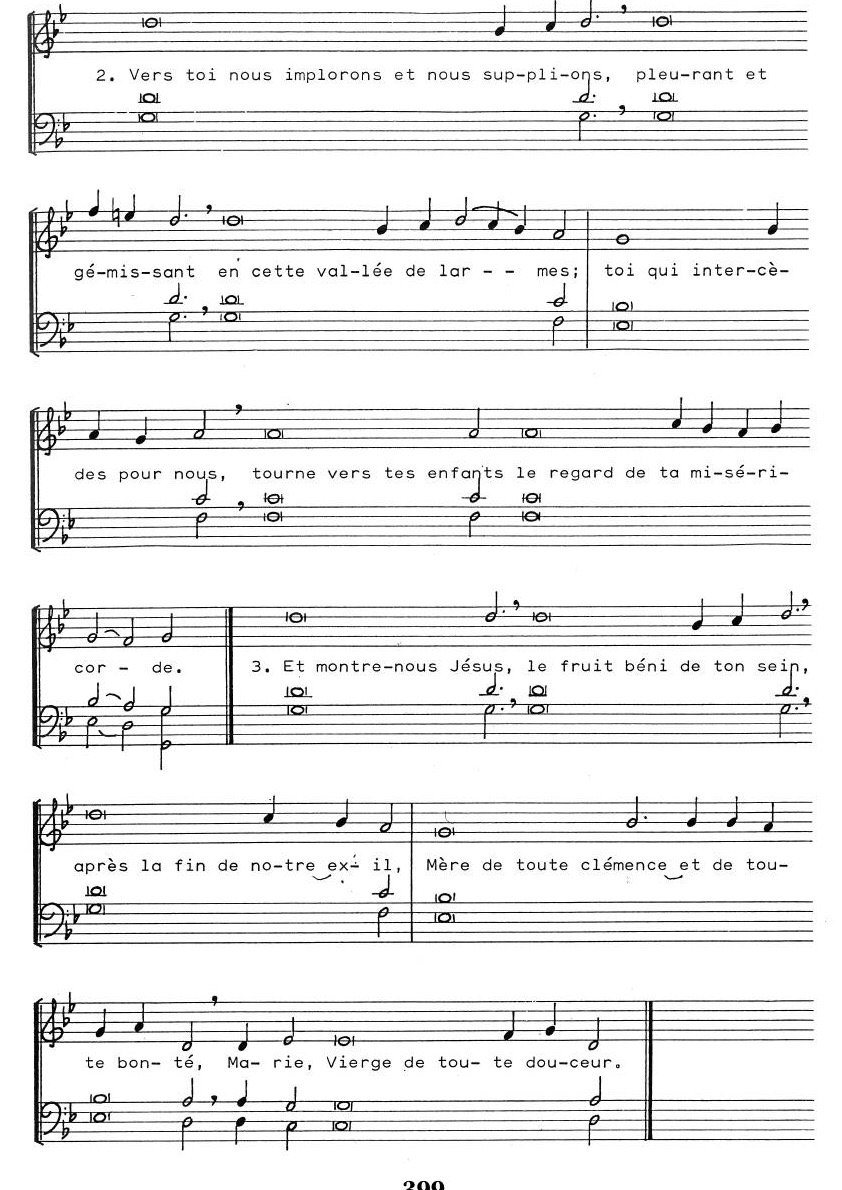 2. Vers toi nous implorons et nous sup-pli-ons, pleu-rant et
gé-mis-sant en cette val-lée de lar - - mes; toi qui inter-cè-
des pour nous, tourne vers tes enfants le regard de ta mi-sé-ri-
cor - de. 3. Et montre-nous Jésus, le fruit béni de ton sein,
après la fin de no-tre ex- il, Mère de toute clémence et de tou-
te bon- té, Ma- rie, Vierge de tou- te dou-ceur.
399